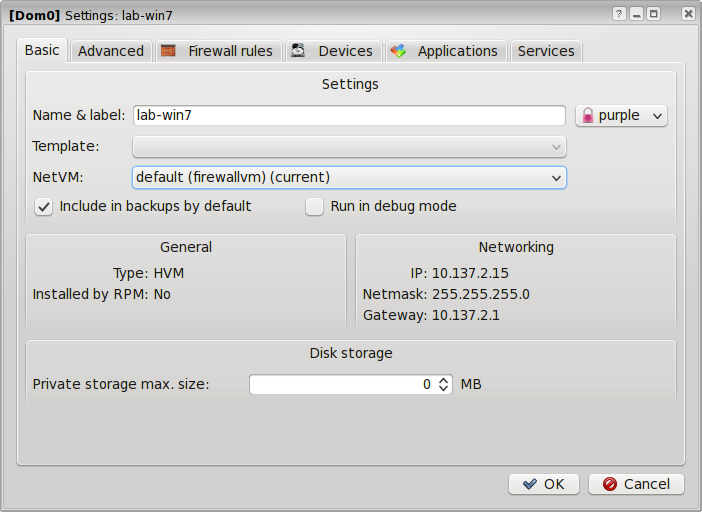 [Dom0] Settings: lab-win7
Basic Advanced Firewall rules Devices Applications Services
Settings
Name & label: lab-win7 purple
Template:
NetVM: default (firewallvm) (current)
Include in backups by default Run in debug mode
General
Type: HVM
Installed by RPM: No
Networking
IP: 10.137.2.15
Netmask: 255.255.255.0
Gateway: 10.137.2.1
Disk storage
Private storage max. size: 0 MB
OK Cancel